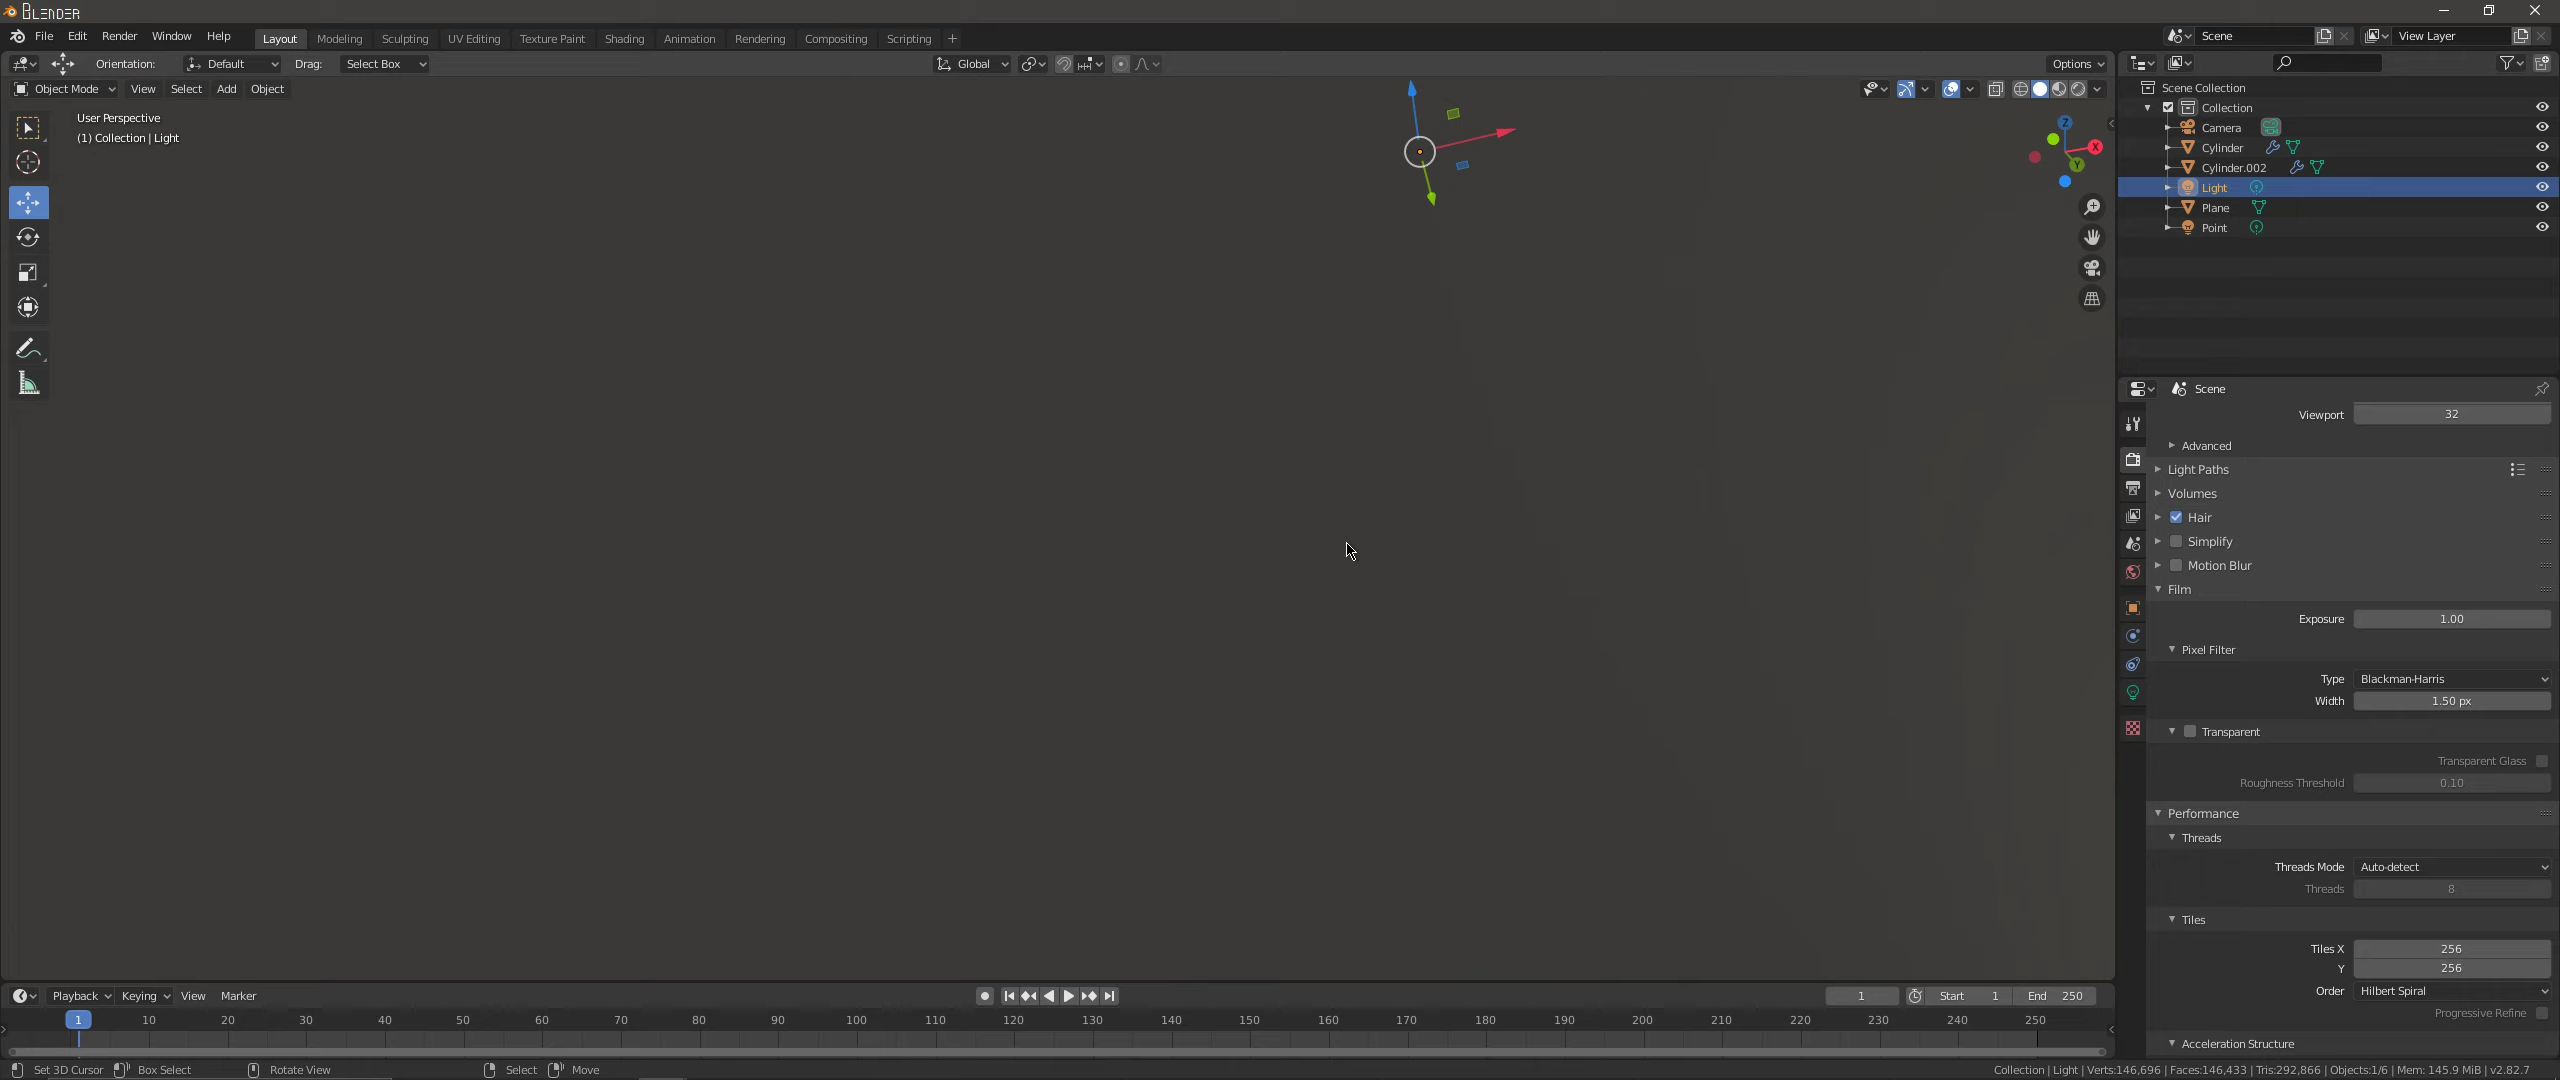 BLENDER
File Edit Render Window Help
Layout Modeling Sculpting UV Editing Texture Paint Shading Animation Rendering Compositing Scripting +
Scene
View Layer
Orientation: Default Drag: Select Box
Global
Options
Object Mode View Select Add Object
User Perspective
(1) Collection | Light
Z
X
Y
Scene Collection
Collection
Camera
Cylinder
Cylinder.002
Light
Plane
Point
Scene
Viewport 32
Advanced
Light Paths
Volumes
Hair
Simplify
Motion Blur
Film
Exposure 1.00
Pixel Filter
Type Blackman-Harris
Width 1.50 px
Transparent
Transparent Glass
Roughness Threshold 0.10
Performance
Threads
Threads Mode Auto-detect
Threads 8
Tiles
Tiles X 256
Y 256
Order Hilbert Spiral
Progressive Refine
Acceleration Structure
Playback Keying View Marker
1 Start 1 End 250
1 10 20 30 40 50 60 70 80 90 100 110 120 130 140 150 160 170 180 190 200 210 220 230 240 250
Set 3D Cursor Box Select Rotate View Select Move
Collection | Light | Verts:146,696 | Faces:146,433 | Tris:292,866 | Objects:1/6 | Mem: 145.9 MiB | v2.82.7